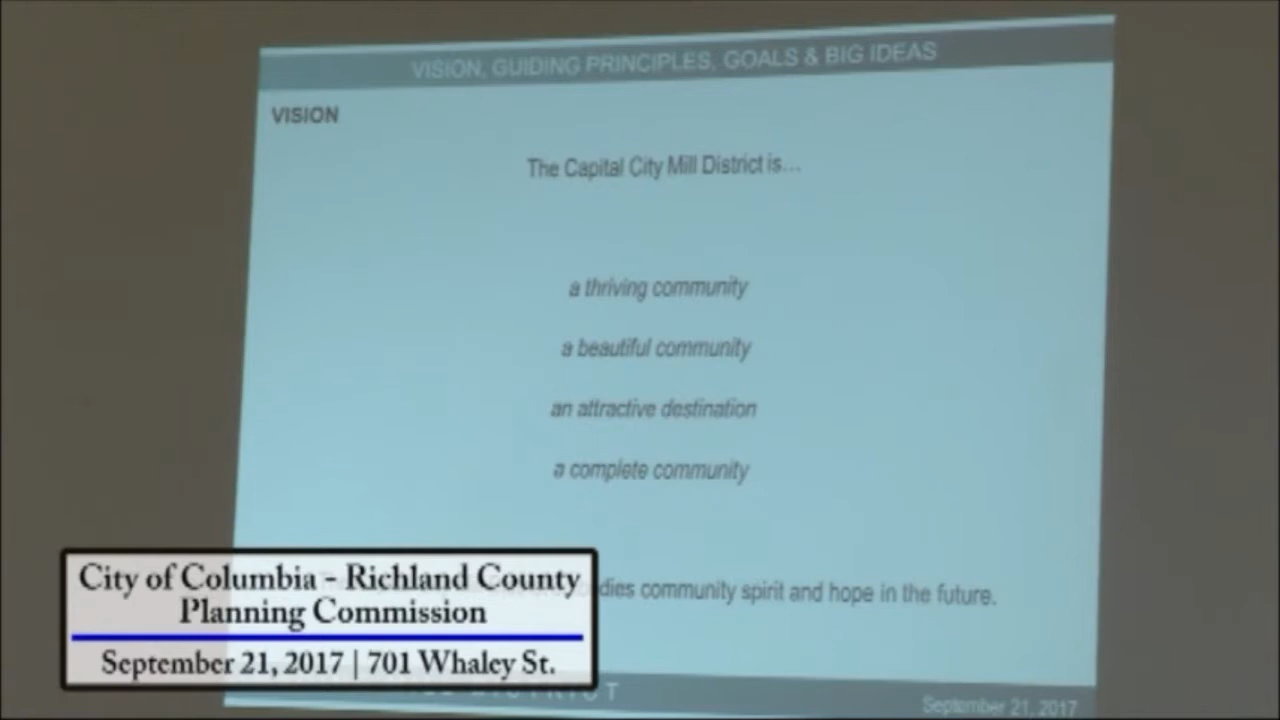 VISION, GUIDING PRINCIPLES, GOALS & BIG IDEAS
VISION
The Capital City Mill District is...
a thriving community
a beautiful community
an attractive destination
a complete community
community spirit and hope in the future.
DISTRICT
September 21, 2017
City of Columbia - Richland County
Planning Commission
September 21, 2017 | 701 Whaley St.